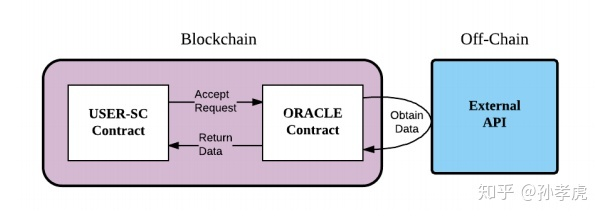 Blockchain
Off-Chain
USER-SC
Contract
Accept
Request
Return
Data
ORACLE
Contract
Obtain
Data
External
API
知乎 @孙孝虎